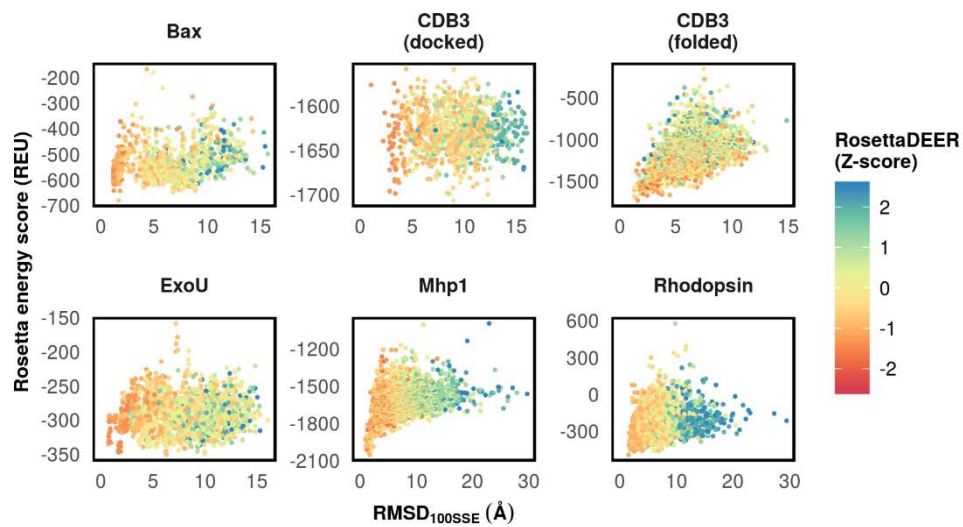 Bax
CDB3
(docked)
CDB3
(folded)
-200
-300
-400
-500
-600
-700
0 5 10 15
-1600
-1650
-1700
0 5 10 15
-500
-1000
-1500
0 5 10 15
RosettaDEER
(Z-score)
2
1
0
-1
-2
Rosetta energy score (REU)
ExoU
Mhp1
Rhodopsin
-150
-200
-250
-300
-350
0 5 10 15
-1200
-1500
-1800
-2100
0 10 20 30
600
300
0
-300
0 10 20 30
RMSD100SSE (Å)